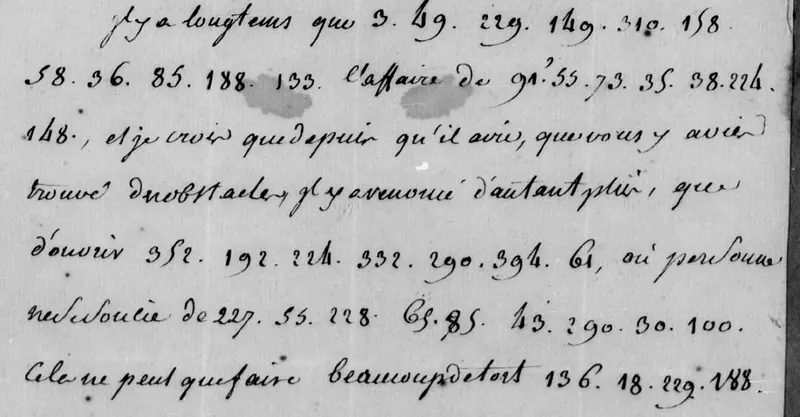 il y a longtems que 3. 49. 229. 149. 310. 158.
58. 36. 85. 188. 133. l'affaire de 91. 55. 73. 35. 38. 224.
148., et je crois que depuis qu'il a vû, que vous y aviez
trouvé des obstacles, il y a renoncé d'autant plus, que
d'ouvrir 352. 192. 224. 332. 290. 394. 61, où personne
ne se soucie de 227. 55. 228. 65. 85. 43. 290. 30. 100.
Cela ne peut que faire beaucoup de tort 136. 18. 229. 188.